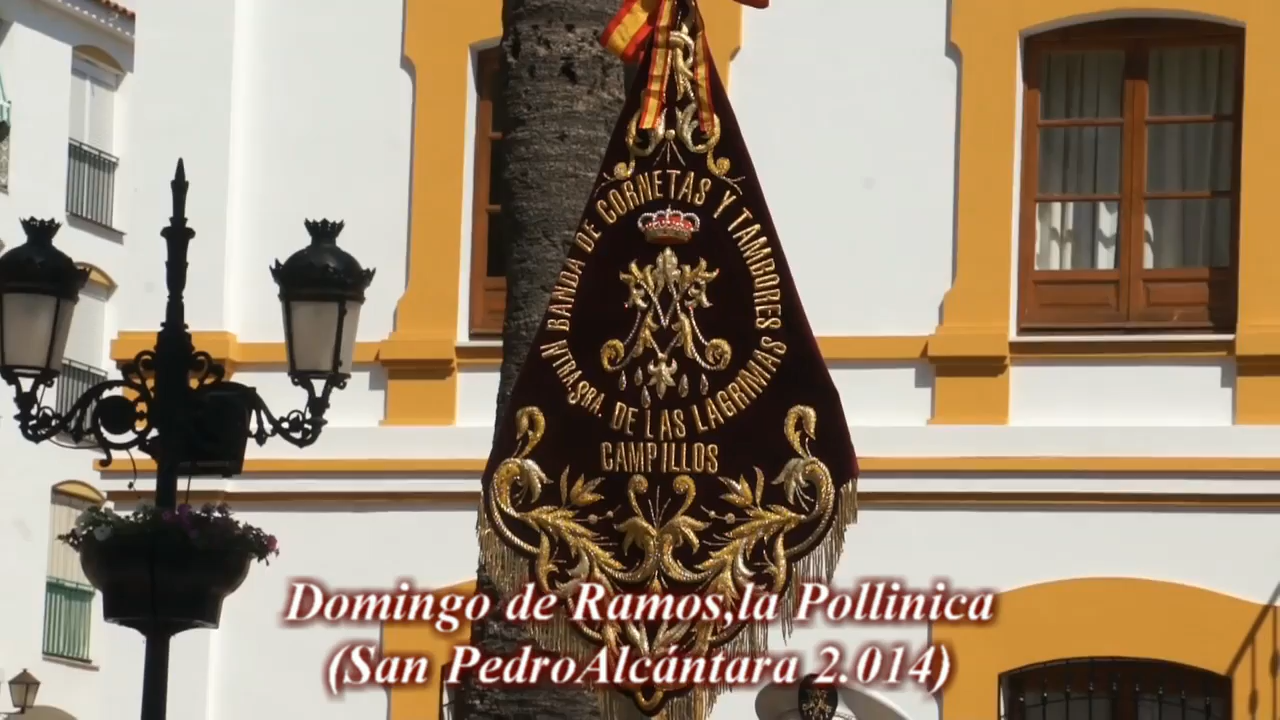 BANDA DE CORNETAS Y TAMBORES
NTRA SRA. DE LAS LAGRIMAS
CAMPILLOS
Domingo de Ramos,la Pollinica
(San PedroAlcántara 2.014)